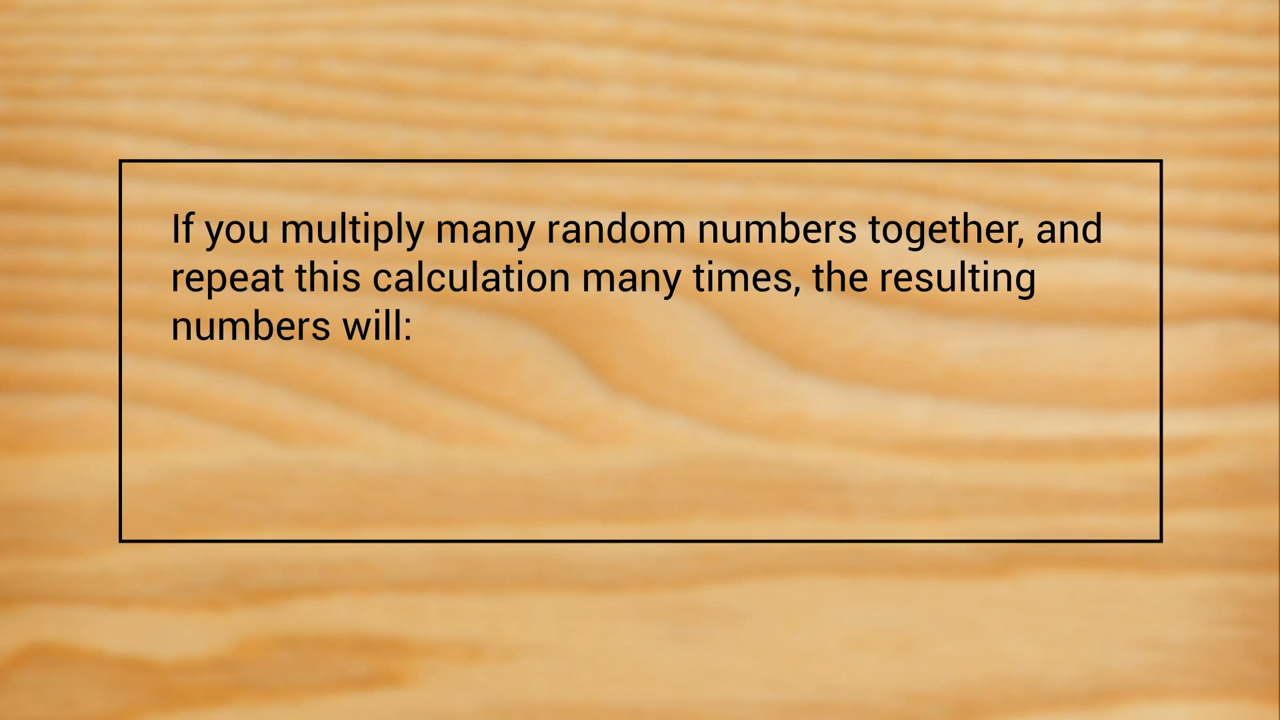 If you multiply many random numbers together, and
repeat this calculation many times, the resulting
numbers will: